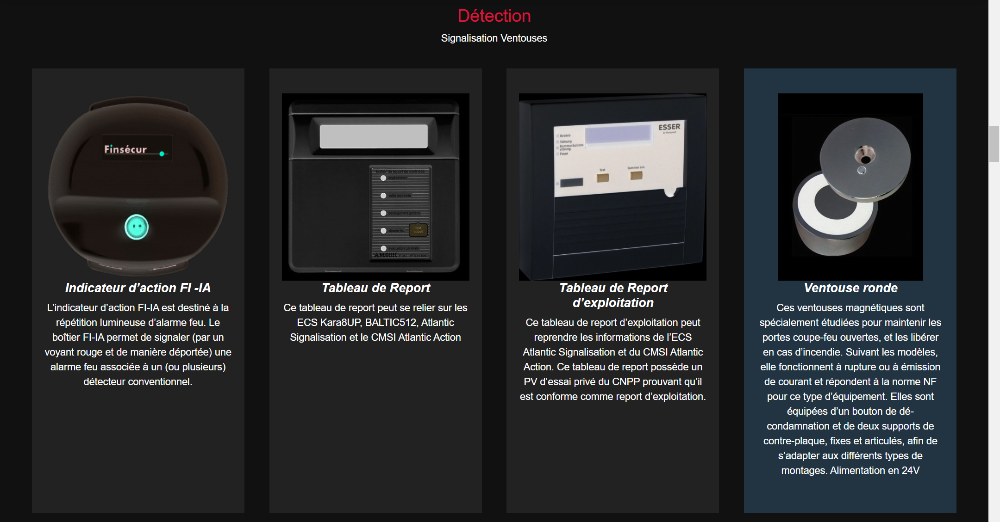 Détection
Signalisation Ventouses
Finsécur
Indicateur d’action FI -IA
L’indicateur d’action FI-IA est destiné à la
répétition lumineuse d’alarme feu. Le
boîtier FI-IA permet de signaler (par un
voyant rouge et de manière déportée) une
alarme feu associée à un (ou plusieurs)
détecteur conventionnel.
boîtier de report de synthèse
sous tension
veille restreinte
dérangement général
alarme feu
test
acquit
évacuation générale
NUGELEC
Tableau de Report
Ce tableau de report peut se relier sur les
ECS Kara8UP, BALTIC512, Atlantic
Signalisation et le CMSI Atlantic Action
ESSER
by Honeywell
Betrieb
Störung
Kommunikations-
störung
Feuer
Test
Summer aus
Tableau de Report
d’exploitation
Ce tableau de report d’exploitation peut
reprendre les informations de l’ECS
Atlantic Signalisation et du CMSI Atlantic
Action. Ce tableau de report possède un
PV d’essai privé du CNPP prouvant qu’il
est conforme comme report d’exploitation.
Ventouse ronde
Ces ventouses magnétiques sont
spécialement étudiées pour maintenir les
portes coupe-feu ouvertes, et les libérer
en cas d’incendie. Suivant les modèles,
elle fonctionnent à rupture ou à émission
de courant et répondent à la norme NF
pour ce type d’équipement. Elles sont
équipées d’un bouton de dé-
condamnation et de deux supports de
contre-plaque, fixes et articulés, afin de
s’adapter aux différents types de
montages. Alimentation en 24V